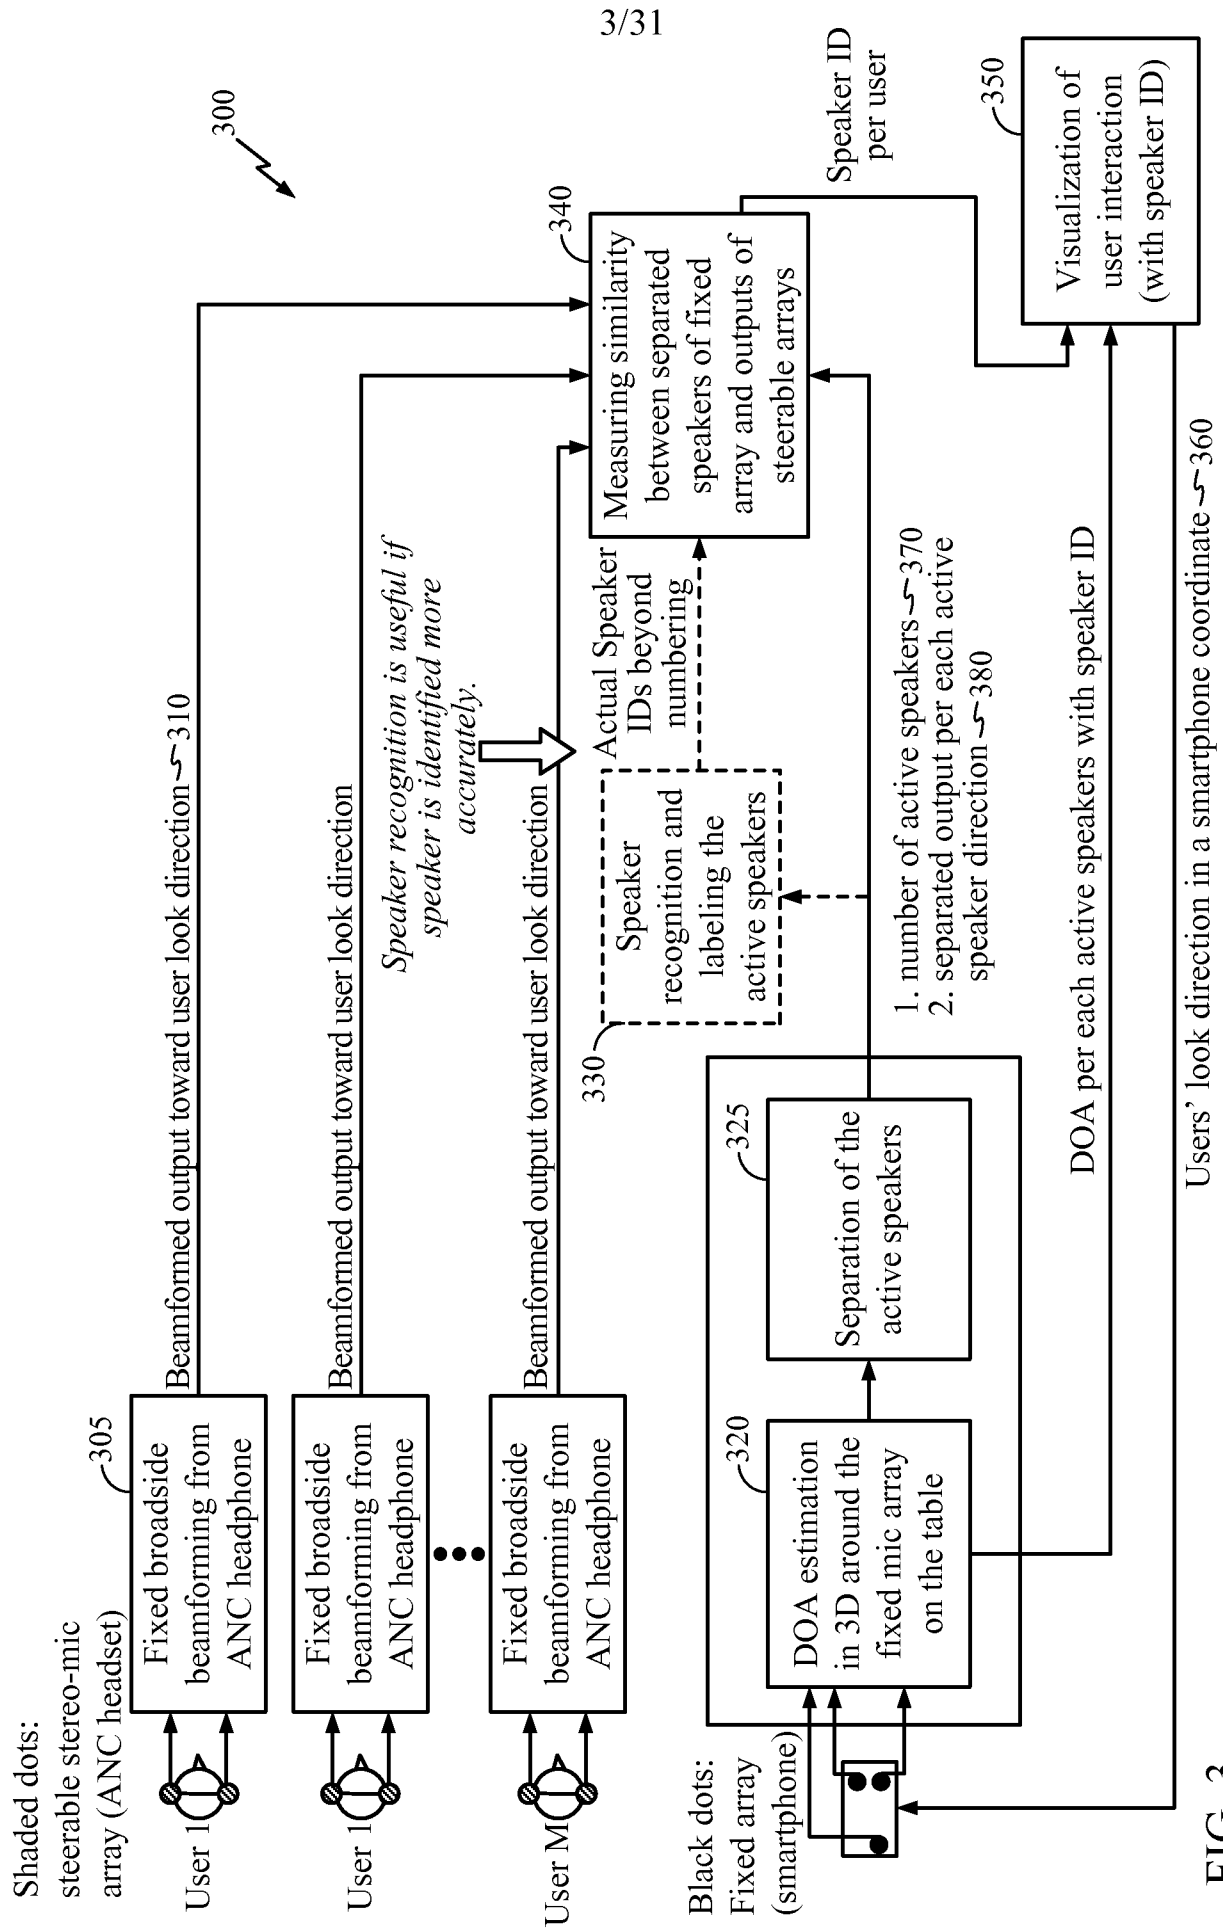 3/31
300
Shaded dots:
steerable stereo-mic
array (ANC headset)
User 1
305
Fixed broadside
beamforming from
ANC headphone
Beamformed output toward user look direction 310
User 1
Fixed broadside
beamforming from
ANC headphone
Beamformed output toward user look direction
User M
Fixed broadside
beamforming from
ANC headphone
Beamformed output toward user look direction
Speaker recognition is useful if
speaker is identified more
accurately.
330
Speaker
recognition and
labeling the
active speakers
Actual Speaker
IDs beyond
numbering
340
Measuring similarity
between separated
speakers of fixed
array and outputs of
steerable arrays
Speaker ID
per user
350
Visualization of
user interaction
(with speaker ID)
Black dots:
Fixed array
(smartphone)
320
DOA estimation
in 3D around the
fixed mic array
on the table
325
Separation of the
active speakers
1. number of active speakers 370
2. separated output per each active
speaker direction 380
DOA per each active speakers with speaker ID
Users' look direction in a smartphone coordinate 360
FIG. 3